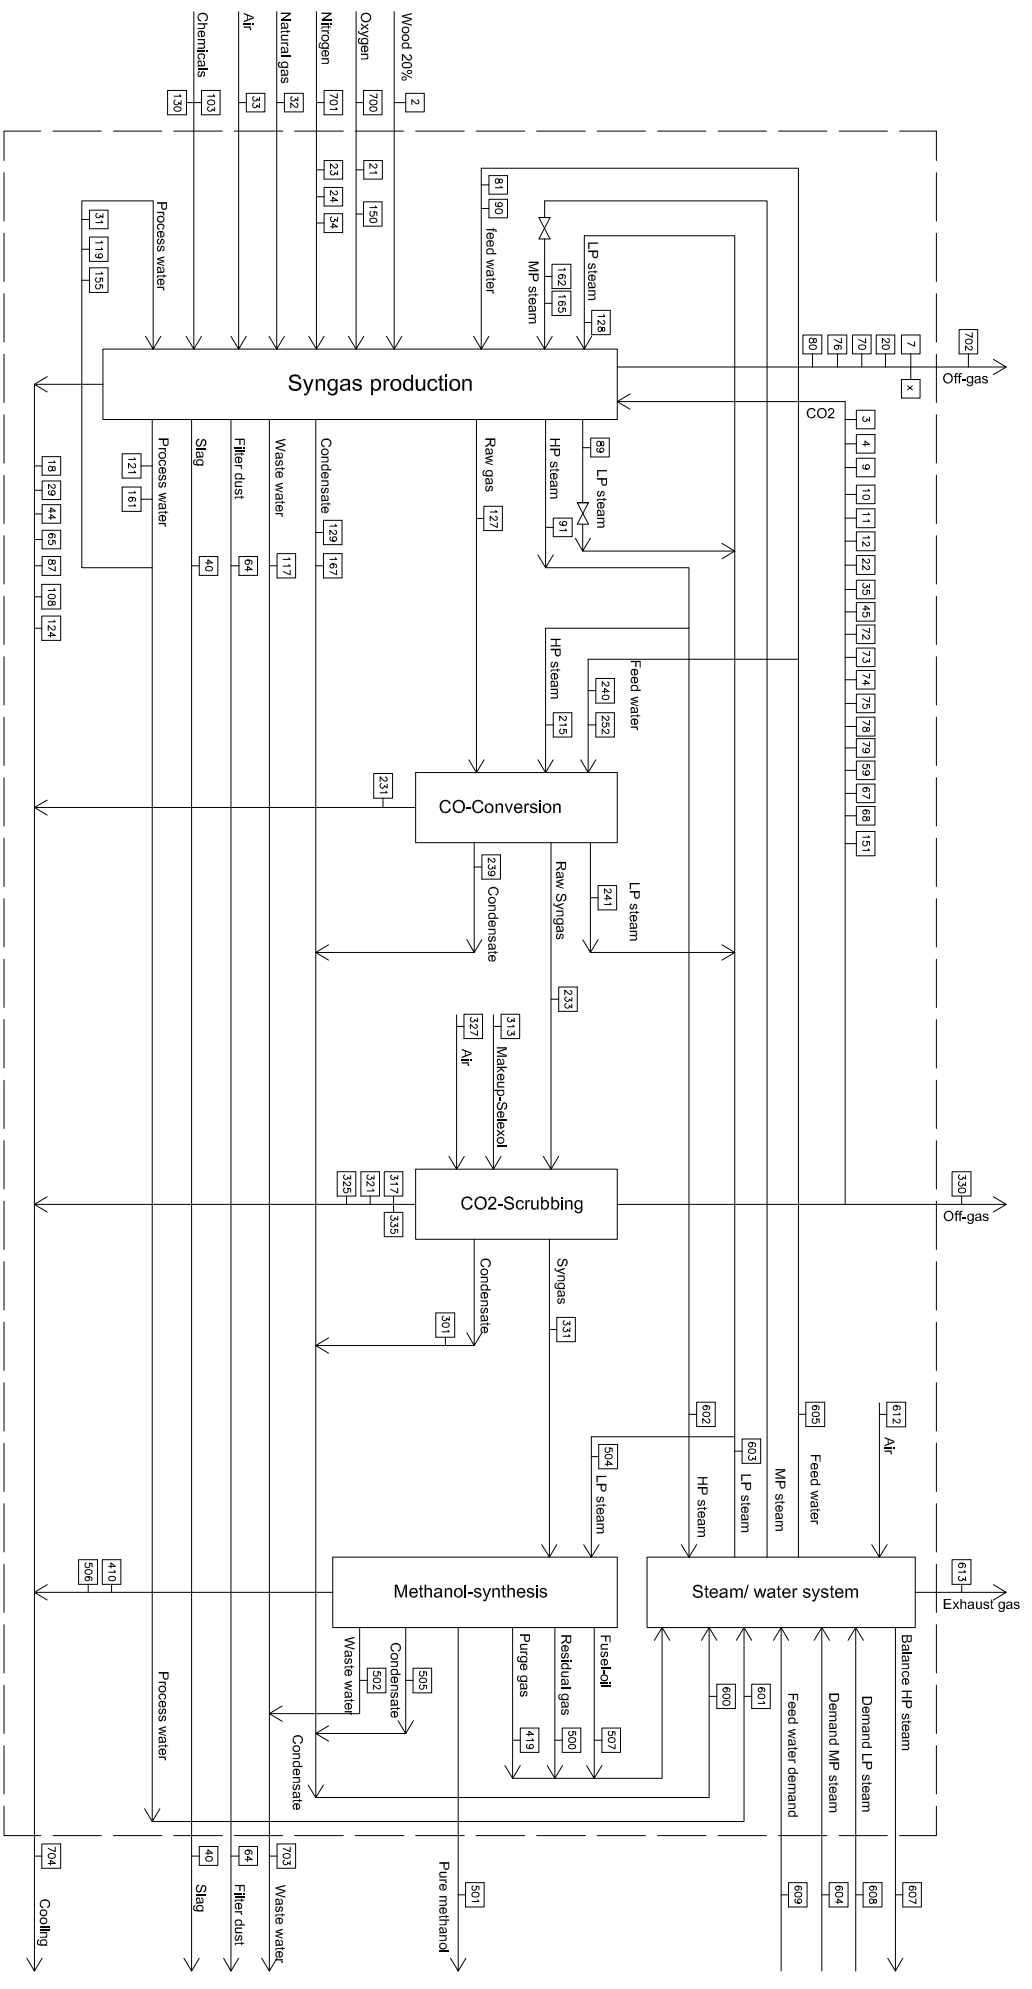 Chemicals
Air
Natural gas
Nitrogen
Oxygen
Wood 20%
130
103
33
32
701
700
2
23
24
34
21
150
81
90
feed water
162
165
MP steam
LP steam
128
31
119
155
Process water
Syngas production
80
76
70
20
7
x
702
Off-gas
CO2
3
4
9
10
11
12
22
35
45
72
73
74
75
78
79
59
67
68
151
18
29
44
65
87
108
124
121
161
Process water
Slag
40
Filter dust
64
Waste water
117
Condensate
129
167
Raw gas
127
HP steam
91
89
LP steam
HP steam
215
240
252
Feed water
CO-Conversion
231
239
Condensate
Raw Syngas
233
241
LP steam
327
Air
313
Makeup-Selexol
CO2-Scrubbing
325
321
317
335
330
Off-gas
301
Condensate
Syngas
331
504
LP steam
602
HP steam
603
LP steam
MP steam
605
Feed water
612
Air
Methanol-synthesis
Steam/ water system
613
Exhaust gas
506
410
Waste water
502
Condensate
505
Purge gas
419
Residual gas
500
Fusel-oil
507
600
601
Feed water demand
609
Demand MP steam
604
Demand LP steam
608
Balance HP steam
607
Process water
Condensate
704
Cooling
40
Slag
64
Filter dust
703
Waste water
501
Pure methanol